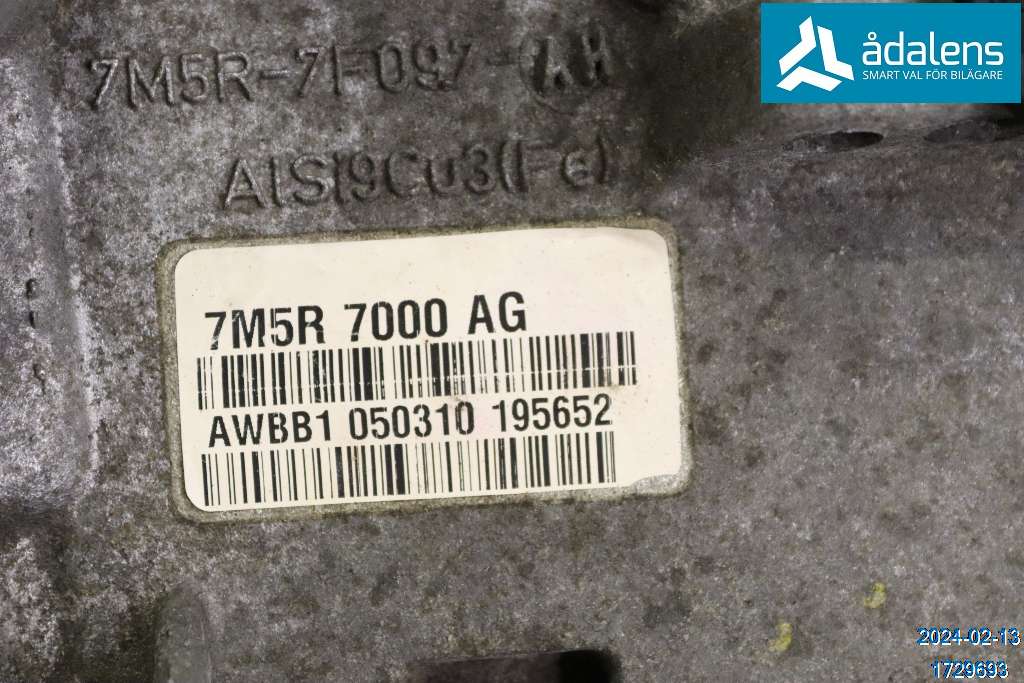 7M5R-7F097-AH
ådalens
SMART VAL FÖR BILÄGARE
AlSi9Cu3(Fe)
7M5R 7000 AG
AWBB1 050310 195652
2024-02-13
1729693